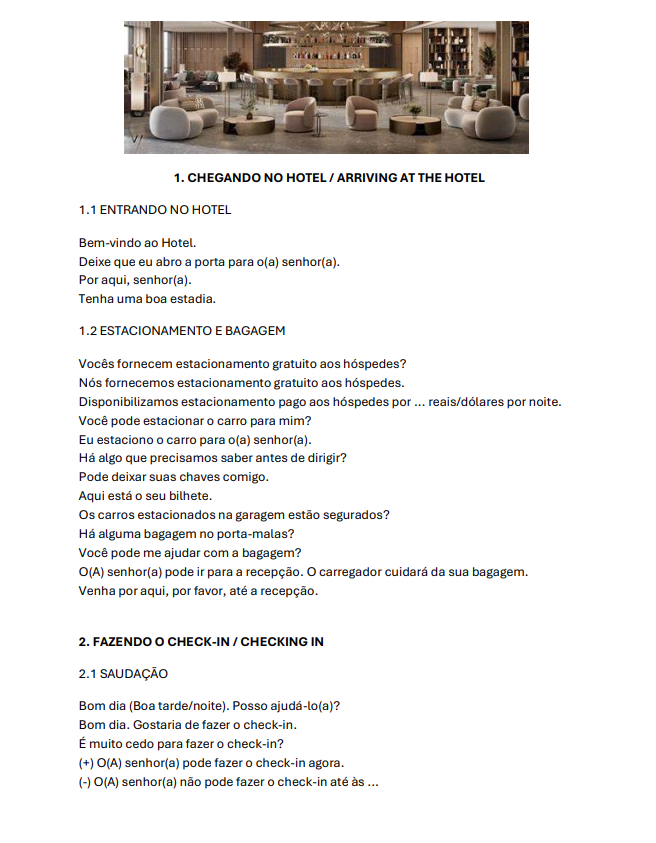 1. CHEGANDO NO HOTEL / ARRIVING AT THE HOTEL
1.1 ENTRANDO NO HOTEL
Bem-vindo ao Hotel.
Deixe que eu abro a porta para o(a) senhor(a).
Por aqui, senhor(a).
Tenha uma boa estadia.
1.2 ESTACIONAMENTO E BAGAGEM
Vocês fornecem estacionamento gratuito aos hóspedes?
Nós fornecemos estacionamento gratuito aos hóspedes.
Disponibilizamos estacionamento pago aos hóspedes por ... reais/dólares por noite.
Você pode estacionar o carro para mim?
Eu estaciono o carro para o(a) senhor(a).
Há algo que precisamos saber antes de dirigir?
Pode deixar suas chaves comigo.
Aqui está o seu bilhete.
Os carros estacionados na garagem estão segurados?
Há alguma bagagem no porta-malas?
Você pode me ajudar com a bagagem?
O(A) senhor(a) pode ir para a recepção. O carregador cuidará da sua bagagem.
Venha por aqui, por favor, até a recepção.
2. FAZENDO O CHECK-IN / CHECKING IN
2.1 SAUDAÇÃO
Bom dia (Boa tarde/noite). Posso ajudá-lo(a)?
Bom dia. Gostaria de fazer o check-in.
É muito cedo para fazer o check-in?
(+) O(A) senhor(a) pode fazer o check-in agora.
(-) O(A) senhor(a) não pode fazer o check-in até às ...